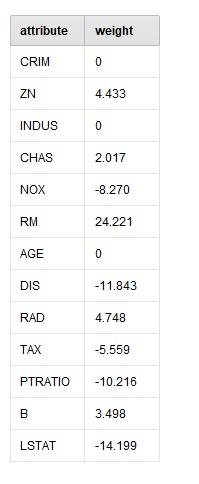 attribute weight
CRIM 0
ZN 4.433
INDUS 0
CHAS 2.017
NOX -8.270
RM 24.221
AGE 0
DIS -11.843
RAD 4.748
TAX -5.559
PTRATIO -10.216
B 3.498
LSTAT -14.199